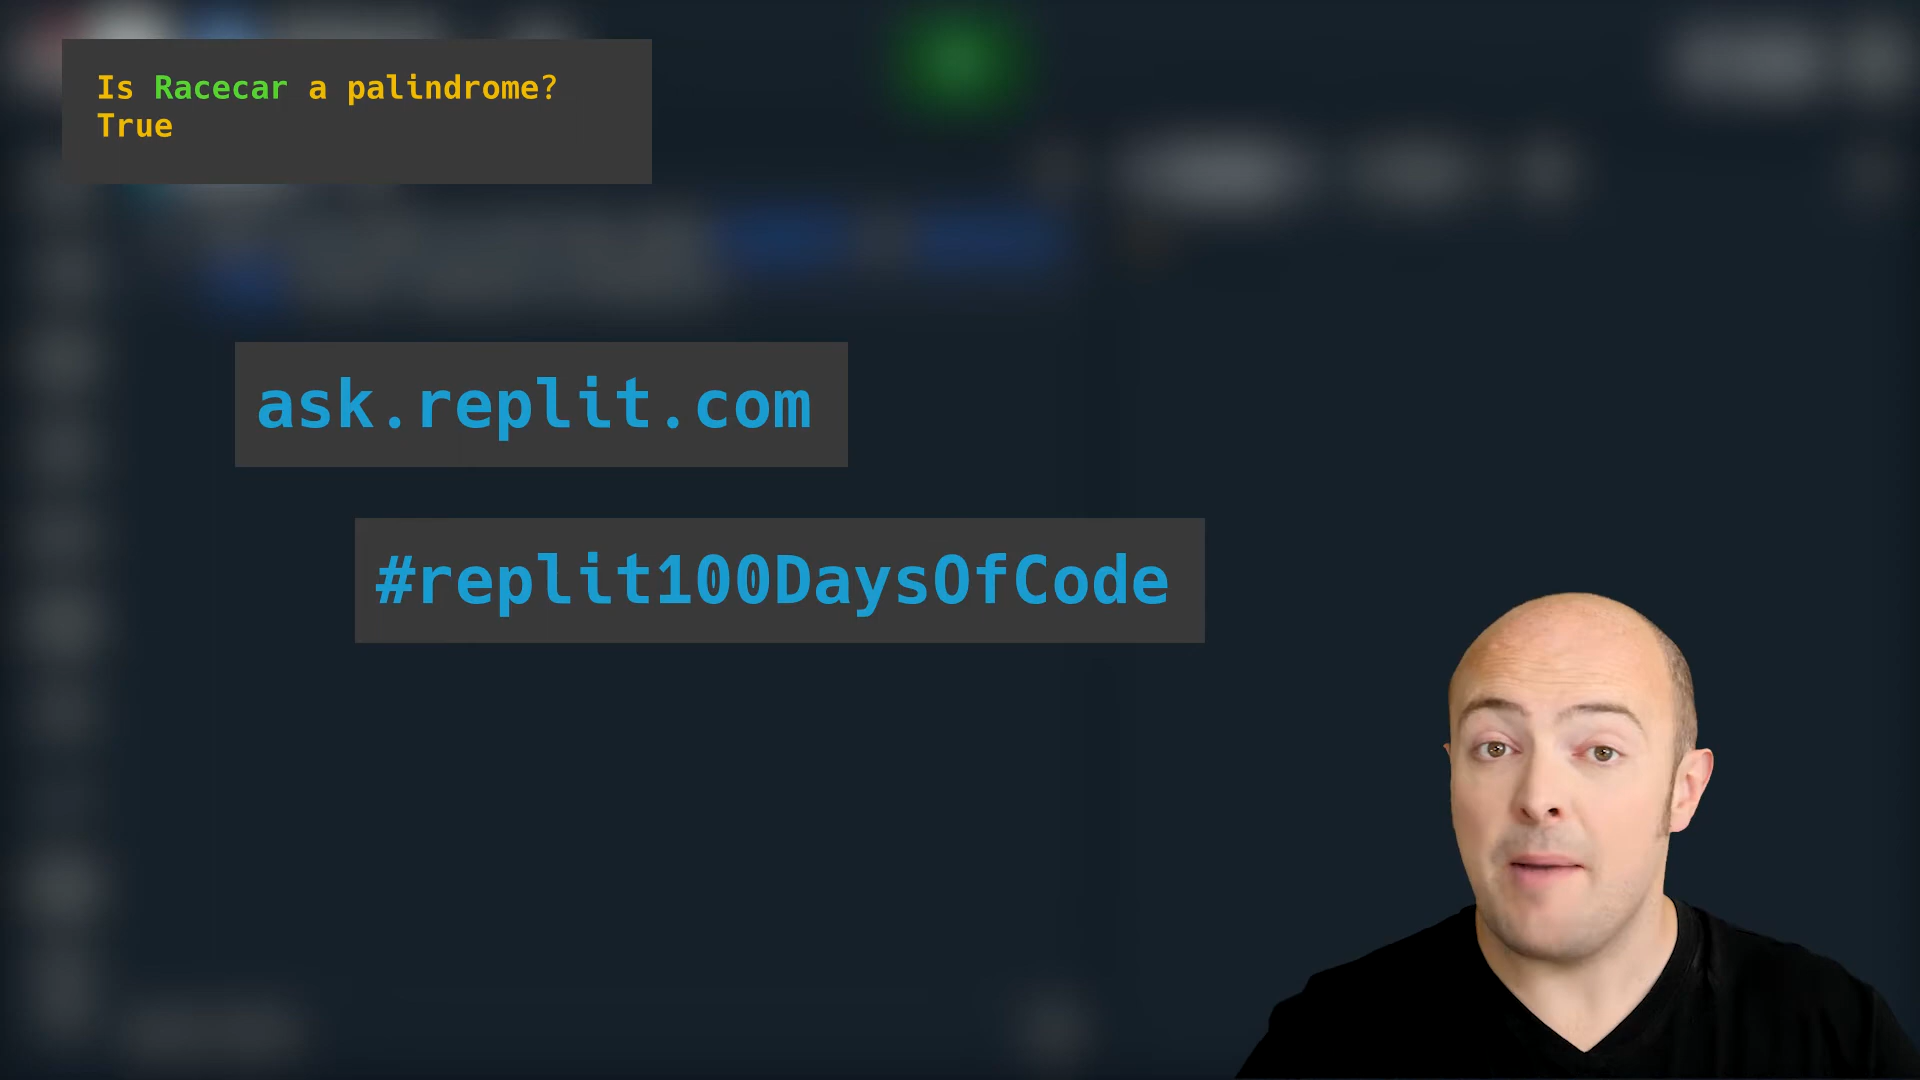 Is Racecar a palindrome?
True
ask.replit.com
#replit100DaysOfCode